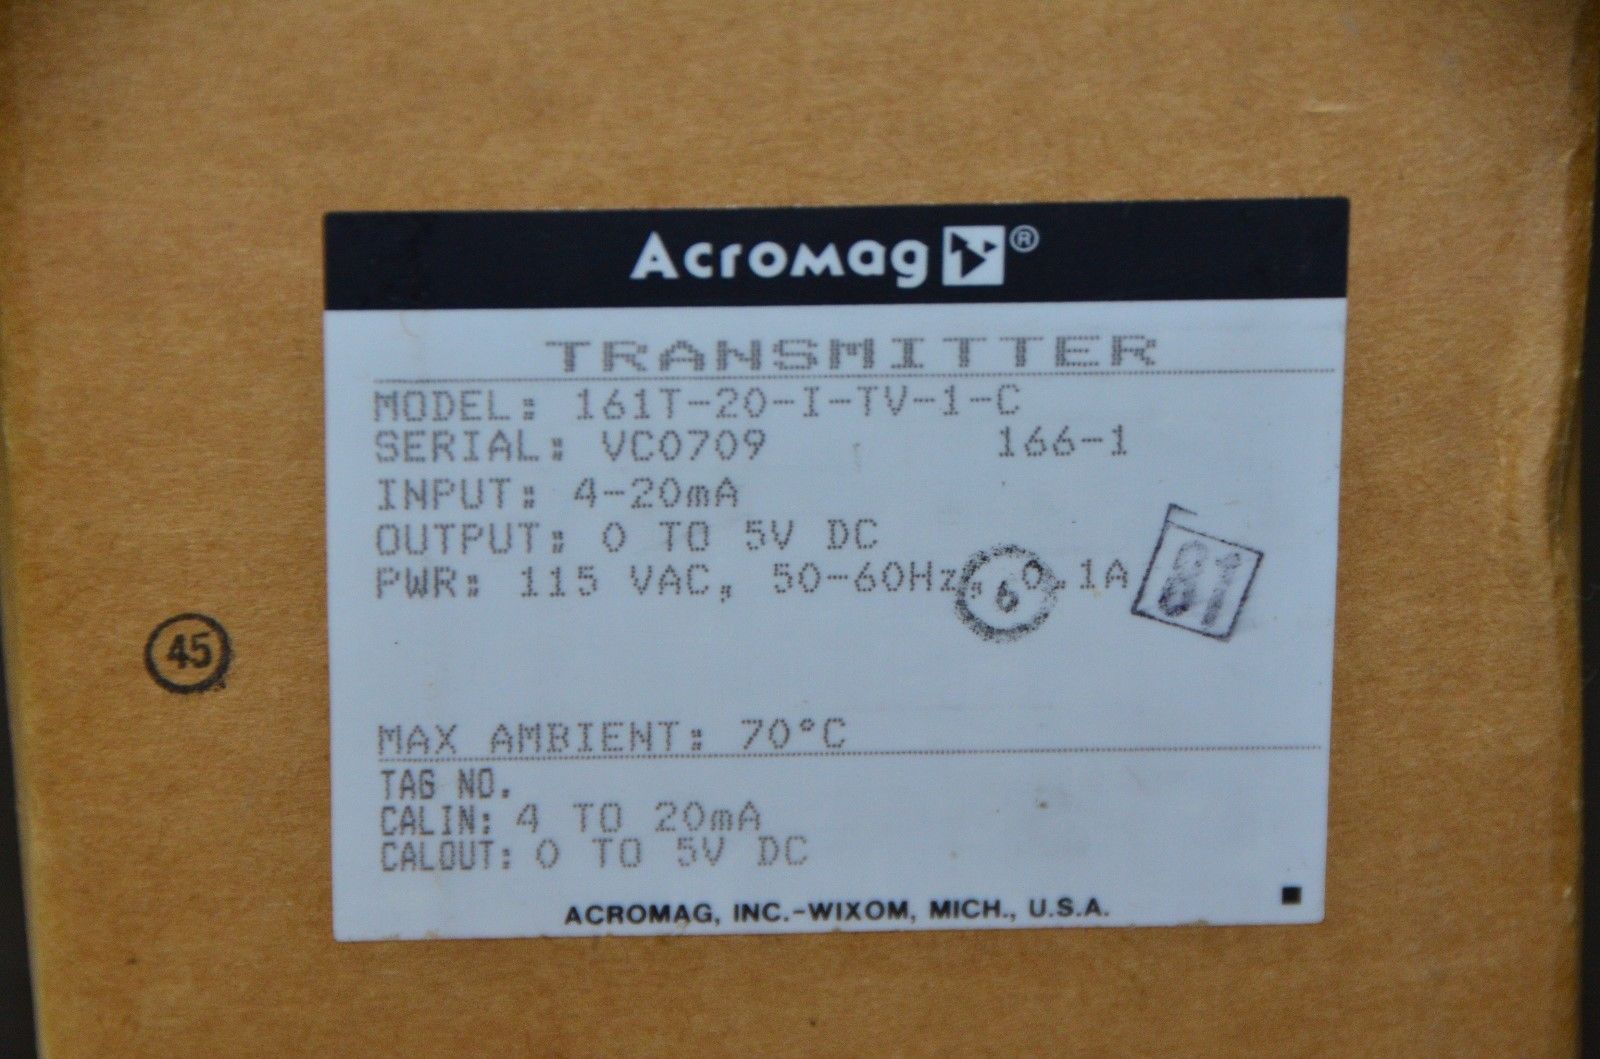 Acromag ®
TRANSMITTER
MODEL: 161T-20-I-TV-1-C
SERIAL: VC0709 166-1
INPUT: 4-20mA
OUTPUT: 0 TO 5V DC
PWR: 115 VAC, 50-60Hz, 0.1A
6
81
45
MAX AMBIENT: 70°C
TAG NO.
CALIN: 4 TO 20mA
CALOUT: 0 TO 5V DC
ACROMAG, INC.-WIXOM, MICH., U.S.A.